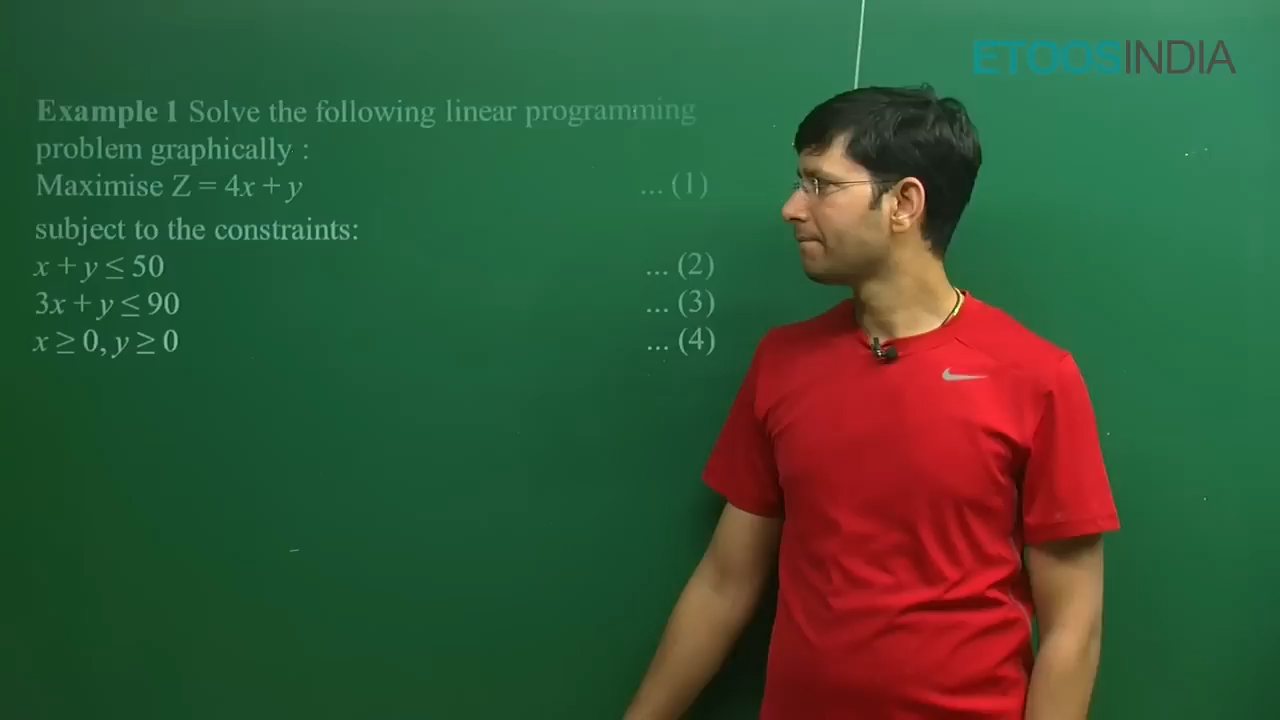 ETOOSINDIA
Example 1 Solve the following linear programming
problem graphically :
Maximise Z = 4x + y ... (1)
subject to the constraints:
x + y ≤ 50 ... (2)
3x + y ≤ 90 ... (3)
x ≥ 0, y ≥ 0 ... (4)